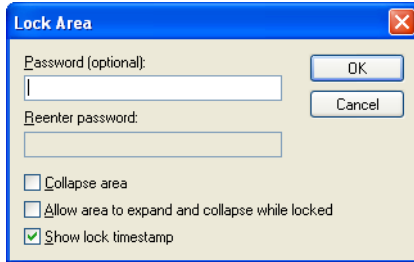 Lock Area
Password (optional):
OK
Cancel
Reenter password:
Collapse area
Allow area to expand and collapse while locked
Show lock timestamp